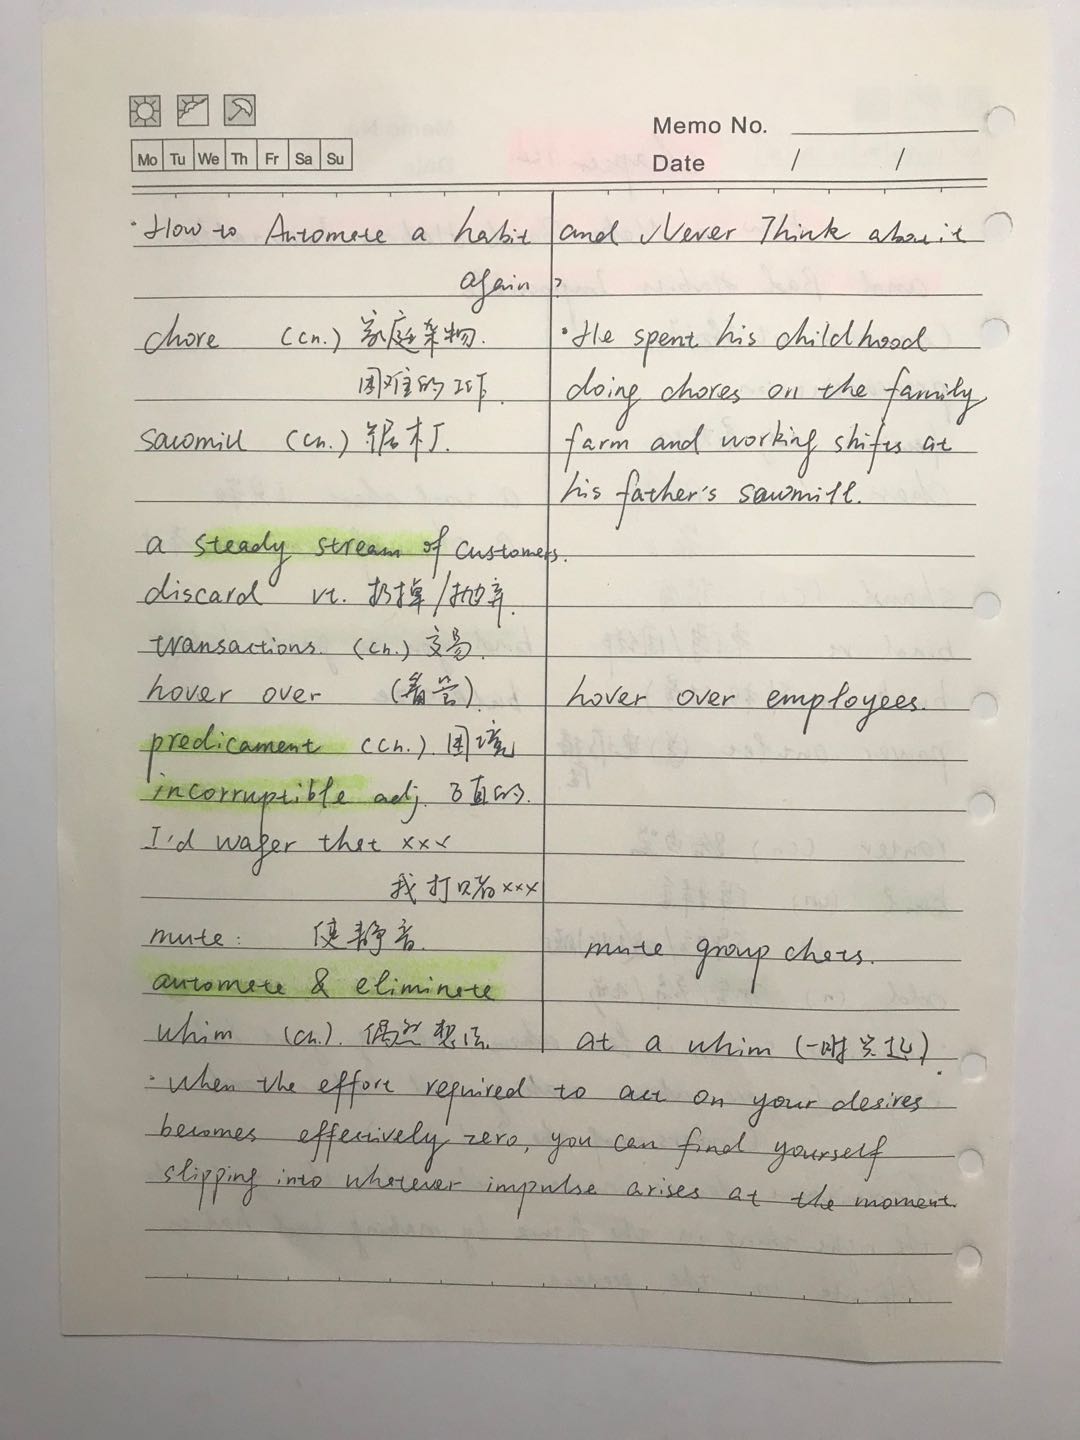 Memo No.
Mo Tu We Th Fr Sa Su
Date / /
·How to Automate a habit and Never Think about it
again?
chore (cn.) 家庭杂物.
困难的工作.
·He spent his childhood
doing chores on the family
sawmill (cn.) 锯木厂.
farm and working shifts at
his father's sawmill.
a steady stream of customers.
discard vt. 扔掉/抛弃.
transactions. (cn.) 交易.
hover over (看管).
hover over employees.
predicament (cn.) 困境
incorruptible adj. 正直的.
I'd wager that xxx
我打赌xxx
mute: 使静音.
mute group chats.
automate & eliminate
whim (cn.). 偶然想法.
at a whim (一时兴起).
·When the effort required to act on your desires
becomes effectively zero, you can find yourself
slipping into whatever impulse arises at the moment.